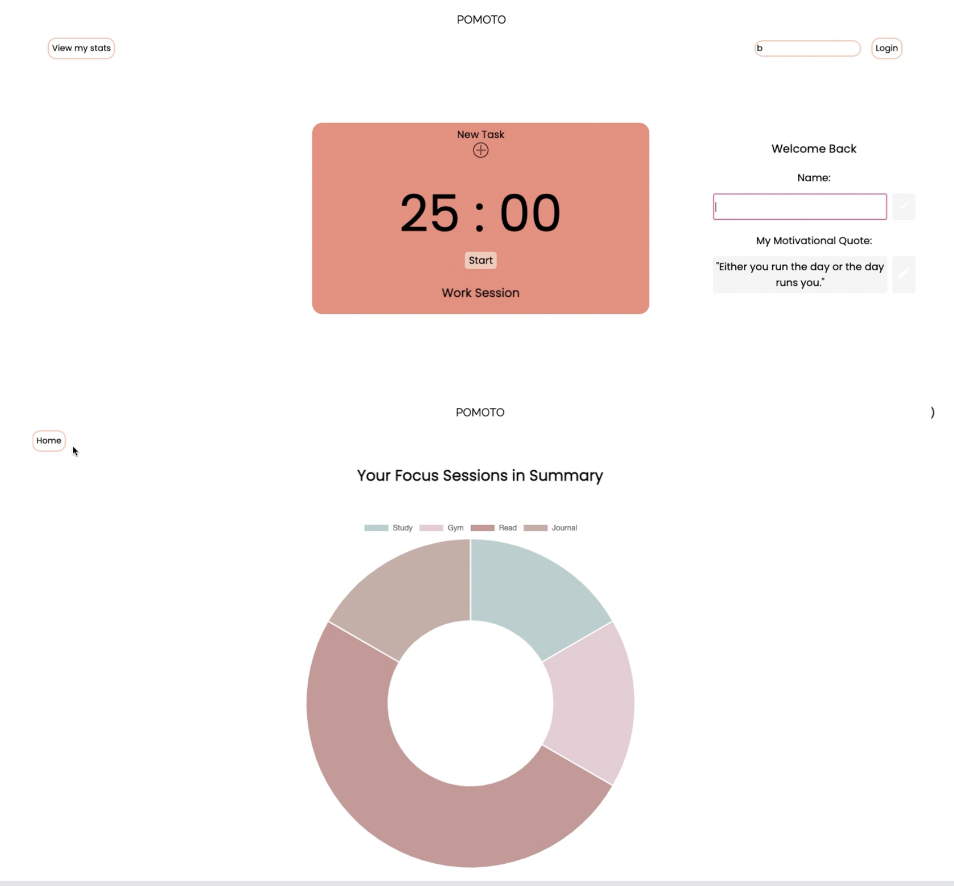 POMOTO
View my stats
b
Login
New Task
25 : 00
Start
Work Session
Welcome Back
Name:
My Motivational Quote:
"Either you run the day or the day
runs you."
POMOTO
)
Home
Your Focus Sessions in Summary
Study Gym Read Journal